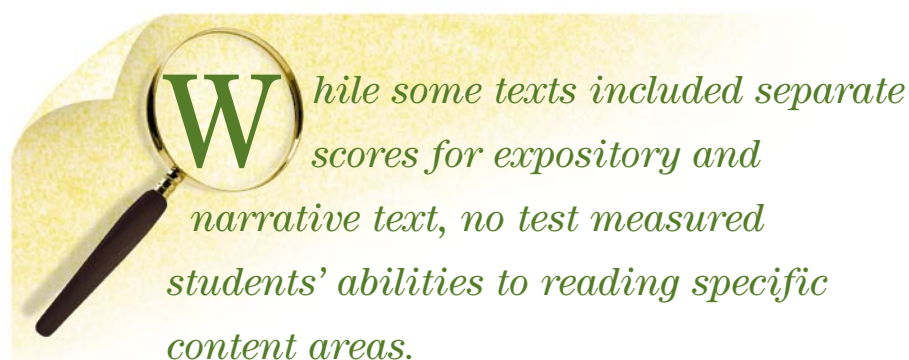 While some texts included separate
scores for expository and
narrative text, no test measured
students’ abilities to reading specific
content areas.